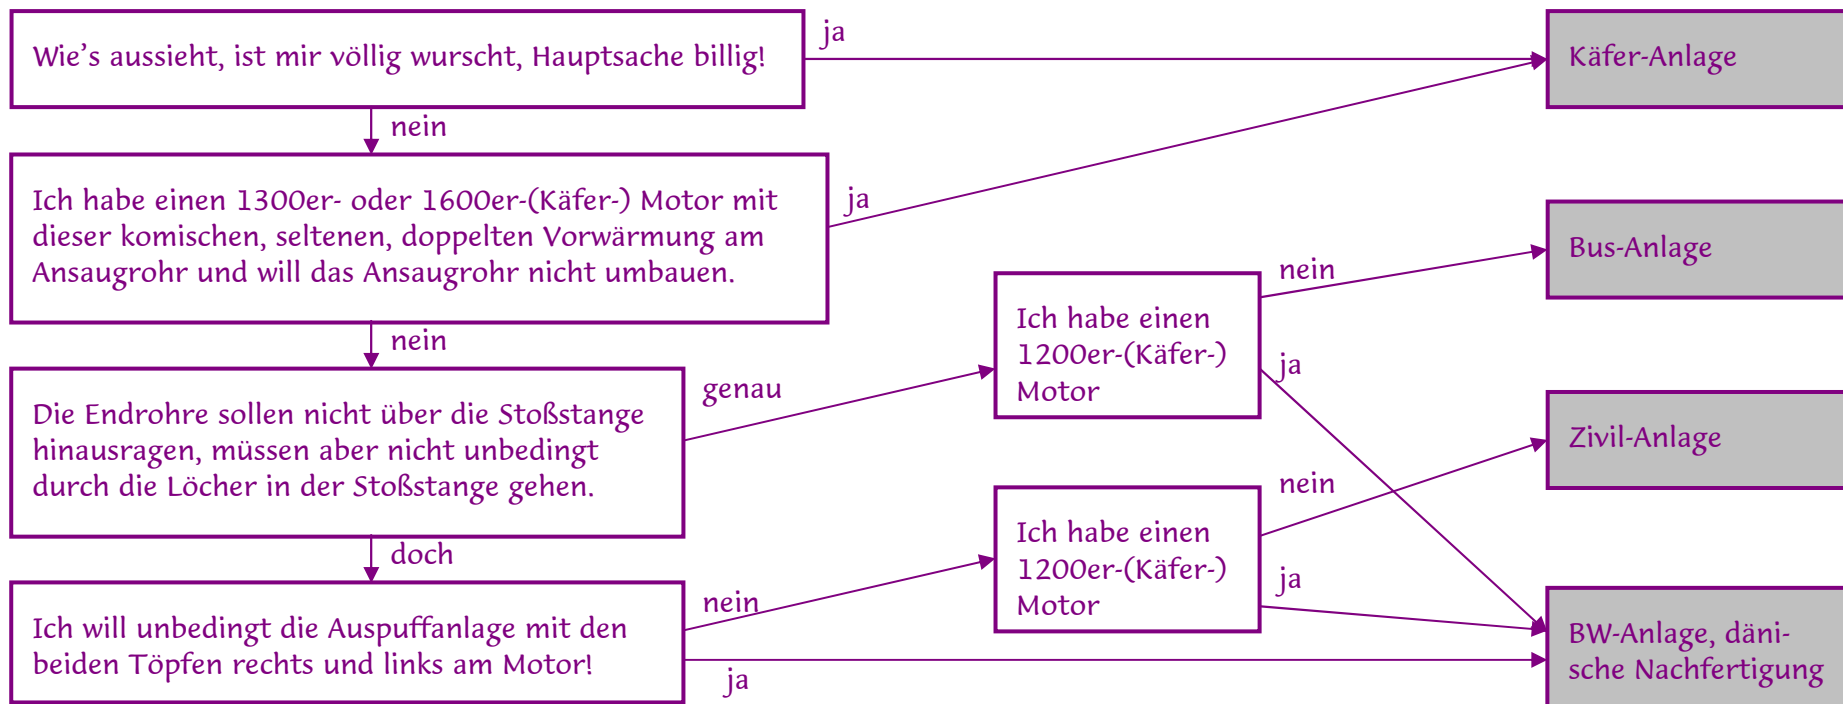 Wie's aussieht, ist mir völlig wurscht, Hauptsache billig!
ja
Käfer-Anlage
nein
Ich habe einen 1300er- oder 1600er-(Käfer-) Motor mit
dieser komischen, seltenen, doppelten Vorwärmung am
Ansaugrohr und will das Ansaugrohr nicht umbauen.
ja
Bus-Anlage
nein
Ich habe einen
1200er-(Käfer-)
Motor
nein
ja
Die Endrohre sollen nicht über die Stoßstange
hinausragen, müssen aber nicht unbedingt
durch die Löcher in der Stoßstange gehen.
genau
Zivil-Anlage
doch
Ich habe einen
1200er-(Käfer-)
Motor
nein
ja
Ich will unbedingt die Auspuffanlage mit den
beiden Töpfen rechts und links am Motor!
nein
ja
BW-Anlage, däni-
sche Nachfertigung